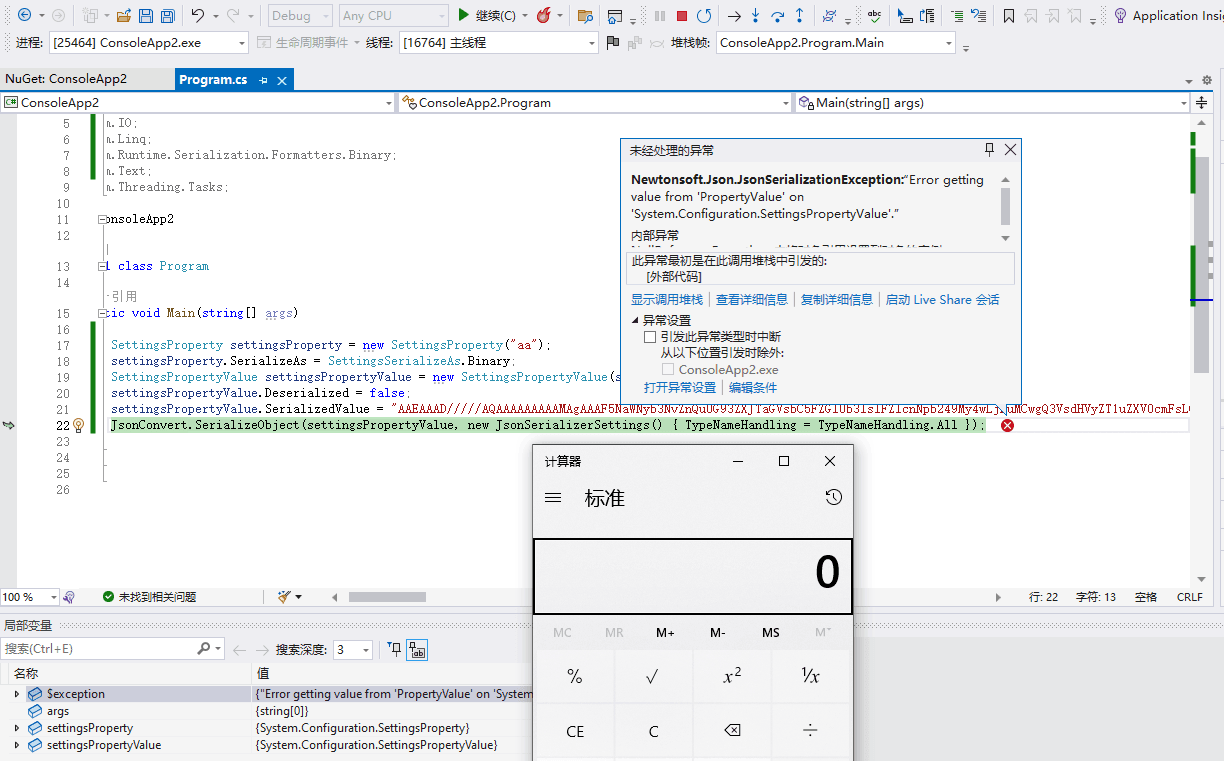 Debug
Any CPU
继续(C)
Application Insi
进程: [25464] ConsoleApp2.exe
生命周期事件
线程: [16764] 主线程
堆栈帧: ConsoleApp2.Program.Main
NuGet: ConsoleApp2
Program.cs
ConsoleApp2
ConsoleApp2.Program
Main(string[] args)
5 n.IO;
6 n.Linq;
7 n.Runtime.Serialization.Formatters.Binary;
8 n.Text;
9 n.Threading.Tasks;
10
11 onsoleApp2
12
13 class Program
14
引用
15 tic void Main(string[] args)
16
17 SettingsProperty settingsProperty = new SettingsProperty("aa");
18 settingsProperty.SerializeAs = SettingsSerializeAs.Binary;
19 SettingsPropertyValue settingsPropertyValue = new SettingsPropertyValue(s
20 settingsPropertyValue.Deserialized = false;
21 settingsPropertyValue.SerializedValue =
22 JsonConvert.SerializeObject(settingsPropertyValue, new JsonSerializerSettings() { TypeNameHandling = TypeNameHandling.All });
23
24
25
26
未经处理的异常
Newtonsoft.Json.JsonSerializationException:“Error getting
value from 'PropertyValue' on
'System.Configuration.SettingsPropertyValue'.”
内部异常
此异常最初是在此调用堆栈中引发的:
[外部代码]
显示调用堆栈 | 查看详细信息 | 复制详细信息 | 启动 Live Share 会话
异常设置
引发此异常类型时中断
从以下位置引发时除外:
ConsoleApp2.exe
打开异常设置 | 编辑条件
计算器
标准
0
MC MR M+ M- MS M˅
% √ x² ¹/x
CE C ⌫ ÷
100 %
未找到相关问题
行: 22 字符: 13 空格 CRLF
局部变量
搜索(Ctrl+E)
搜索深度: 3
名称 值
$exception {"Error getting value from 'PropertyValue' on 'System
args {string[0]}
settingsProperty {System.Configuration.SettingsProperty}
settingsPropertyValue {System.Configuration.SettingsPropertyValue}